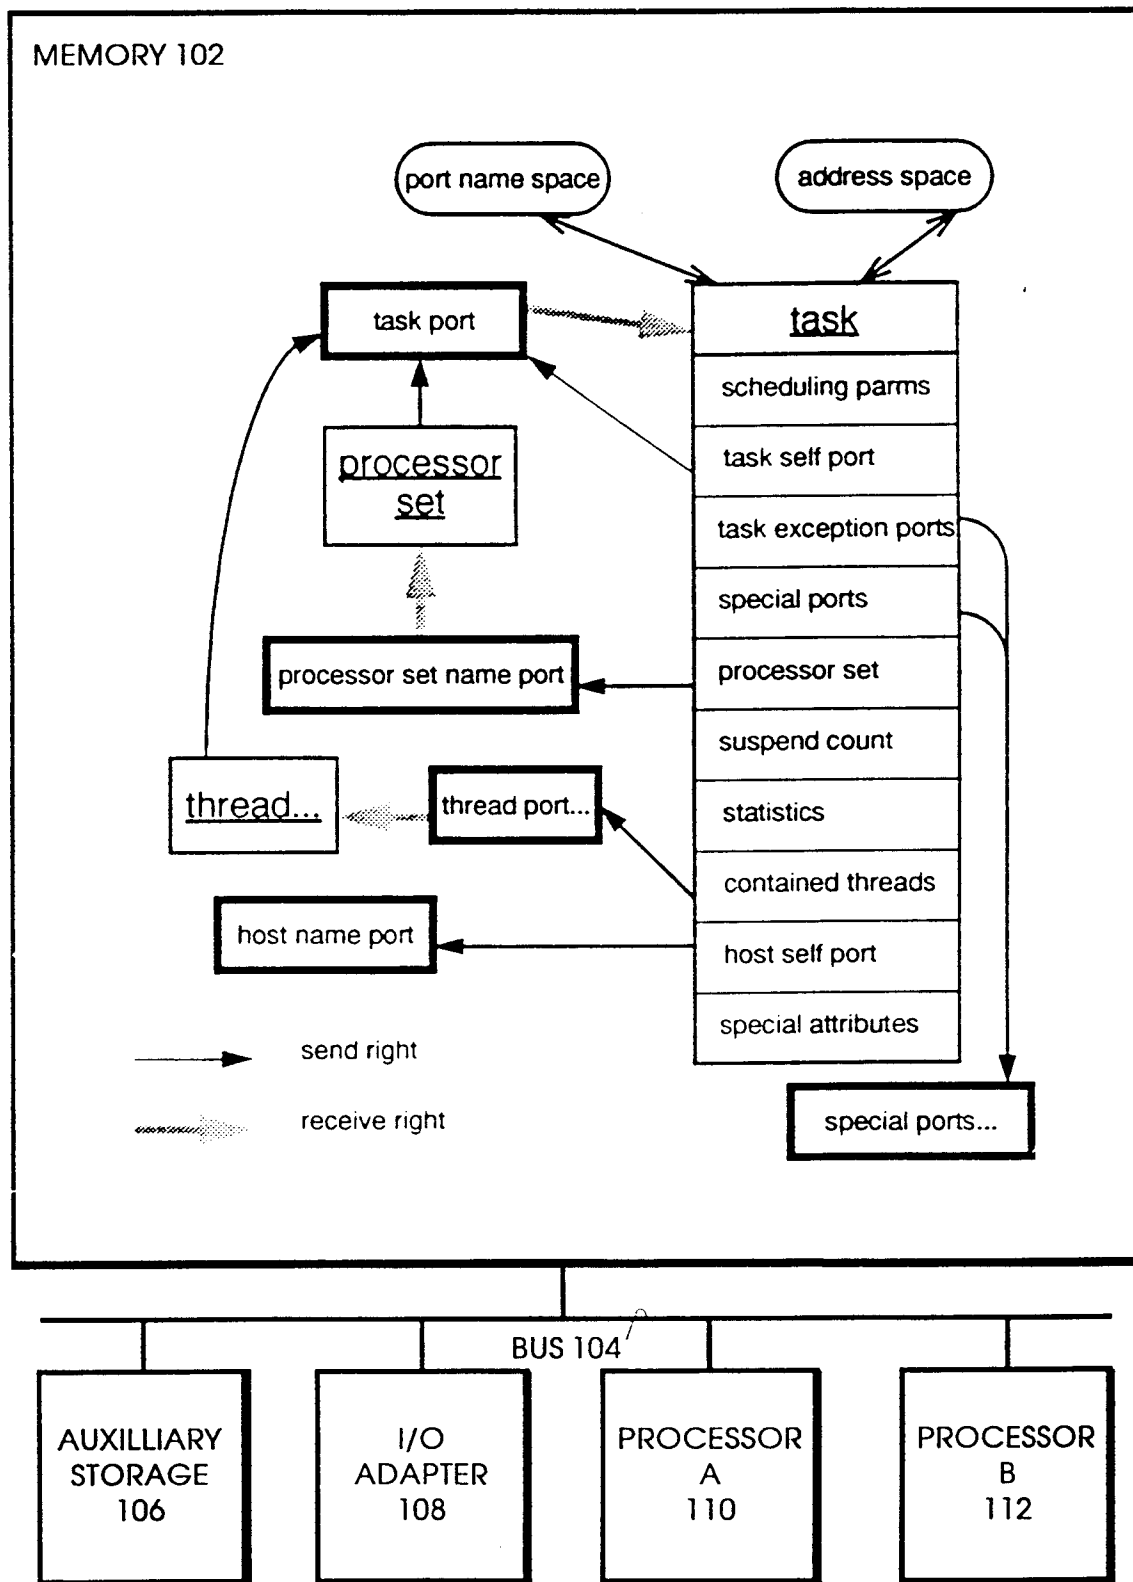 MEMORY 102
port name space
address space
task port
task
scheduling parms
processor
set
task self port
task exception ports
special ports
processor set name port
processor set
suspend count
thread...
thread port...
statistics
contained threads
host name port
host self port
special attributes
send right
receive right
special ports...
BUS 104
AUXILLIARY
STORAGE
106
I/O
ADAPTER
108
PROCESSOR
A
110
PROCESSOR
B
112